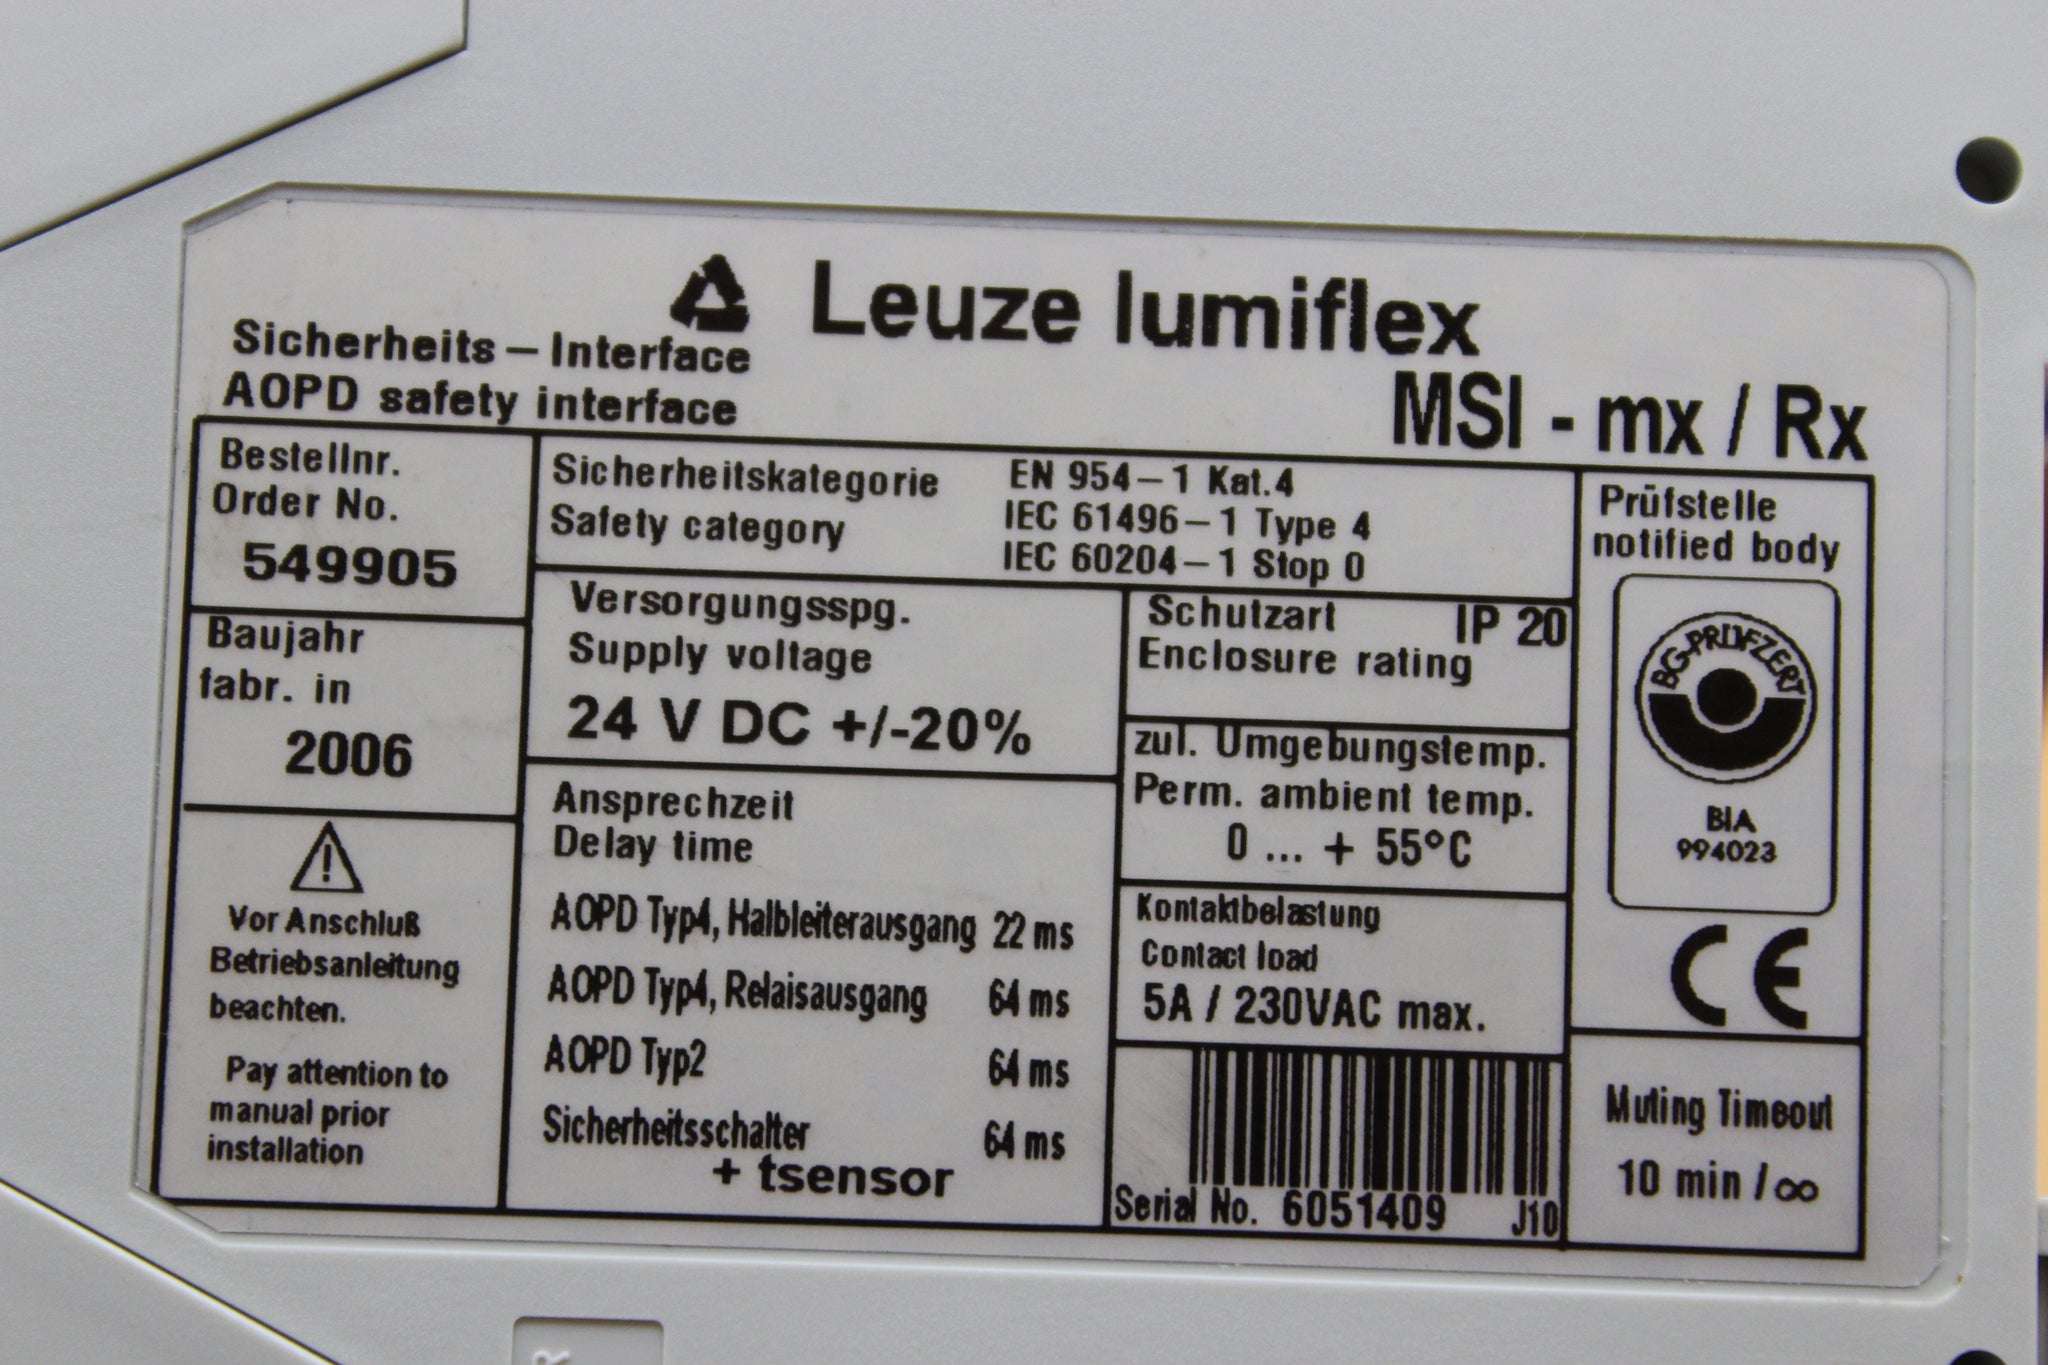 Leuze lumiflex
Sicherheits – Interface
AOPD safety interface
MSI - mx / Rx
Bestellnr.
Order No.
549905
Sicherheitskategorie EN 954–1 Kat.4
Safety category IEC 61496–1 Type 4
IEC 60204–1 Stop 0
Prüfstelle
notified body
BG-PRÜFZERT
BIA
994023
CE
Baujahr
fabr. in
2006
Versorgungsspg.
Supply voltage
24 V DC +/-20%
Schutzart IP 20
Enclosure rating
zul. Umgebungstemp.
Perm. ambient temp.
0 ... + 55°C
Ansprechzeit
Delay time
AOPD Typ4, Halbleiterausgang 22 ms
AOPD Typ4, Relaisausgang 64 ms
AOPD Typ2 64 ms
Sicherheitsschalter 64 ms
+ tsensor
Kontaktbelastung
Contact load
5A / 230VAC max.
Serial No. 6051409 J10
Vor Anschluß
Betriebsanleitung
beachten.
Pay attention to
manual prior
installation
Muting Timeout
10 min / ∞
R